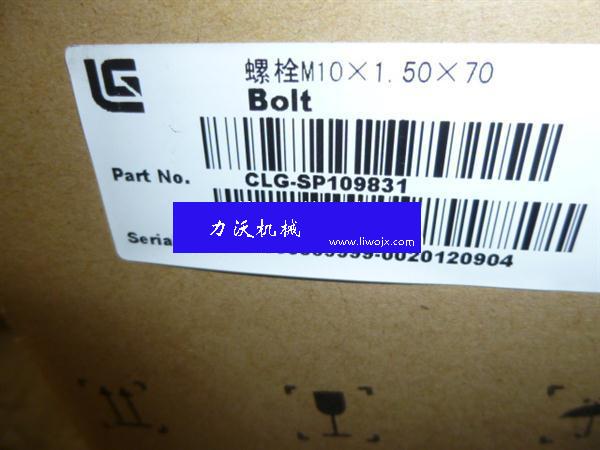 螺栓M10×1.50×70
Bolt
Part No.
CLG-SP109831
力沃机械
www.liwojx.com
Seria
9999-0020120904